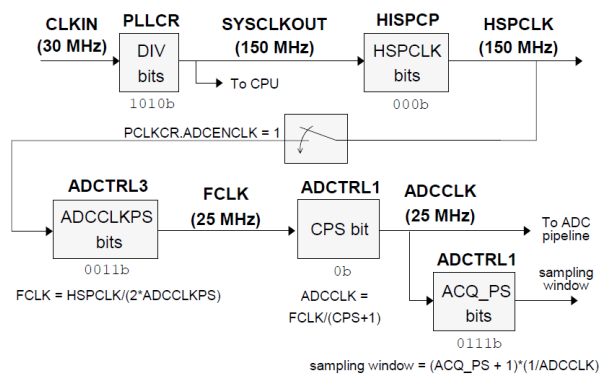 CLKIN
(30 MHz)
PLLCR
DIV
bits
1010b
SYSCLKOUT
(150 MHz)
To CPU
HISPCP
HSPCLK
bits
000b
HSPCLK
(150 MHz)
PCLKCR.ADCENCLK = 1
ADCTRL3
ADCCLKPS
bits
0011b
FCLK = HSPCLK/(2*ADCCLKPS)
FCLK
(25 MHz)
ADCTRL1
CPS bit
0b
ADCCLK =
FCLK/(CPS+1)
ADCCLK
(25 MHz)
To ADC
pipeline
ADCTRL1
ACQ_PS
bits
0111b
sampling
window
sampling window = (ACQ_PS + 1)*(1/ADCCLK)